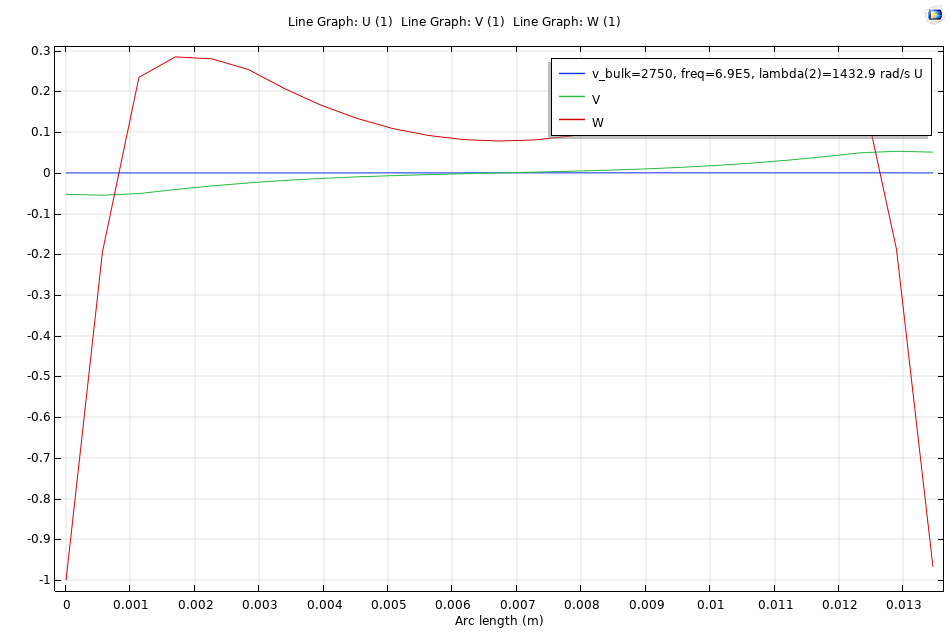 Line Graph: U (1) Line Graph: V (1) Line Graph: W (1)
v_bulk=2750, freq=6.9E5, lambda(2)=1432.9 rad/s U
V
W
0.3
0.2
0.1
0
-0.1
-0.2
-0.3
-0.4
-0.5
-0.6
-0.7
-0.8
-0.9
-1
0 0.001 0.002 0.003 0.004 0.005 0.006 0.007 0.008 0.009 0.01 0.011 0.012 0.013
Arc length (m)